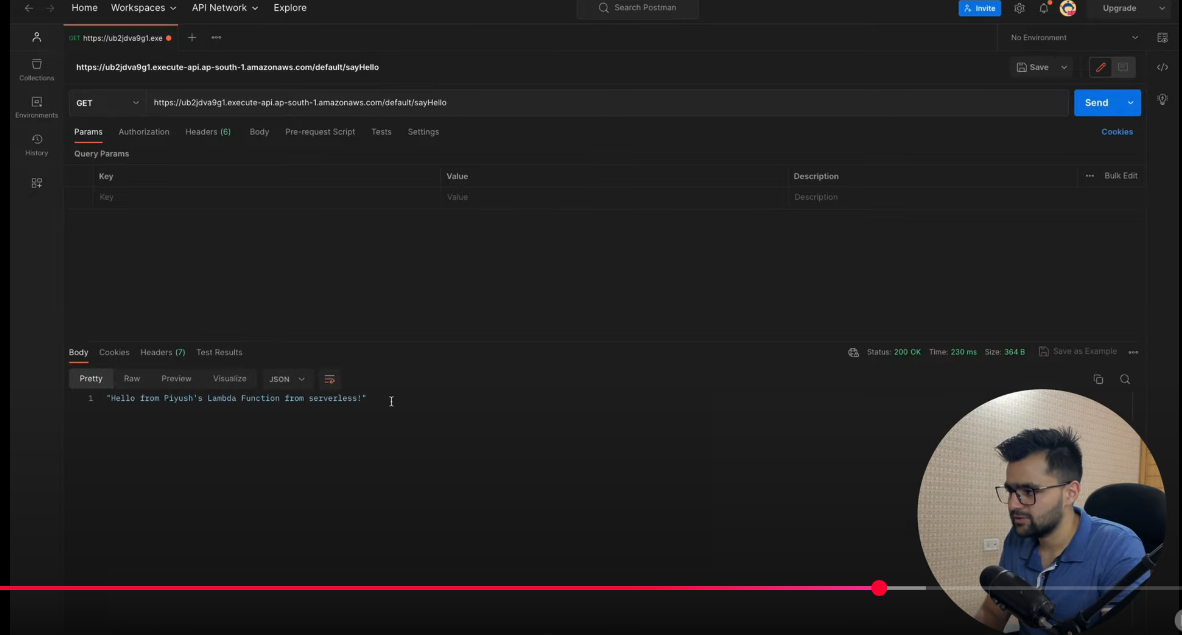 Home Workspaces API Network Explore Search Postman Invite Upgrade
GET https://ub2jdva9g1.exe No Environment
Collections
Environments
History
https://ub2jdva9g1.execute-api.ap-south-1.amazonaws.com/default/sayHello Save
GET https://ub2jdva9g1.execute-api.ap-south-1.amazonaws.com/default/sayHello Send
Params Authorization Headers (6) Body Pre-request Script Tests Settings Cookies
Query Params
Key Value Description Bulk Edit
Key Value Description
Body Cookies Headers (7) Test Results Status: 200 OK Time: 230 ms Size: 364 B Save as Example
Pretty Raw Preview Visualize JSON
1 "Hello from Piyush's Lambda Function from serverless!"